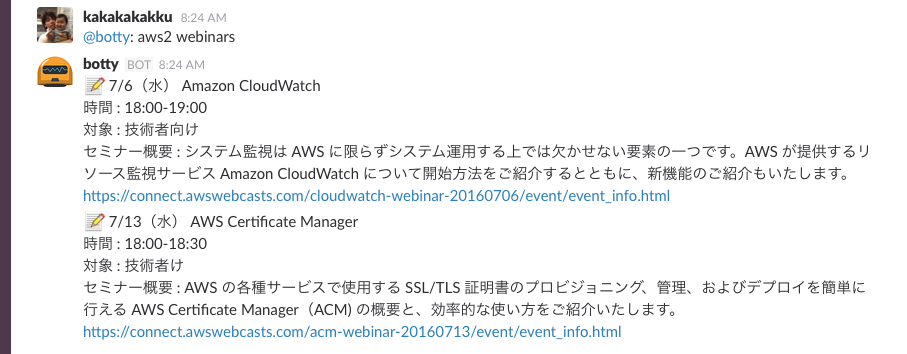 kakakakakku 8:24 AM
@botty: aws2 webinars
botty BOT 8:24 AM
7/6（水） Amazon CloudWatch
時間 : 18:00-19:00
対象 : 技術者向け
セミナー概要 : システム監視は AWS に限らずシステム運用する上では欠かせない要素の一つです。AWS が提供するリ
ソース監視サービス Amazon CloudWatch について開始方法をご紹介するとともに、新機能のご紹介もいたします。
https://connect.awswebcasts.com/cloudwatch-webinar-20160706/event/event_info.html
7/13（水） AWS Certificate Manager
時間 : 18:00-18:30
対象 : 技術者け
セミナー概要 : AWS の各種サービスで使用する SSL/TLS 証明書のプロビジョニング、管理、およびデプロイを簡単に
行える AWS Certificate Manager（ACM) の概要と、効率的な使い方をご紹介いたします。
https://connect.awswebcasts.com/acm-webinar-20160713/event/event_info.html